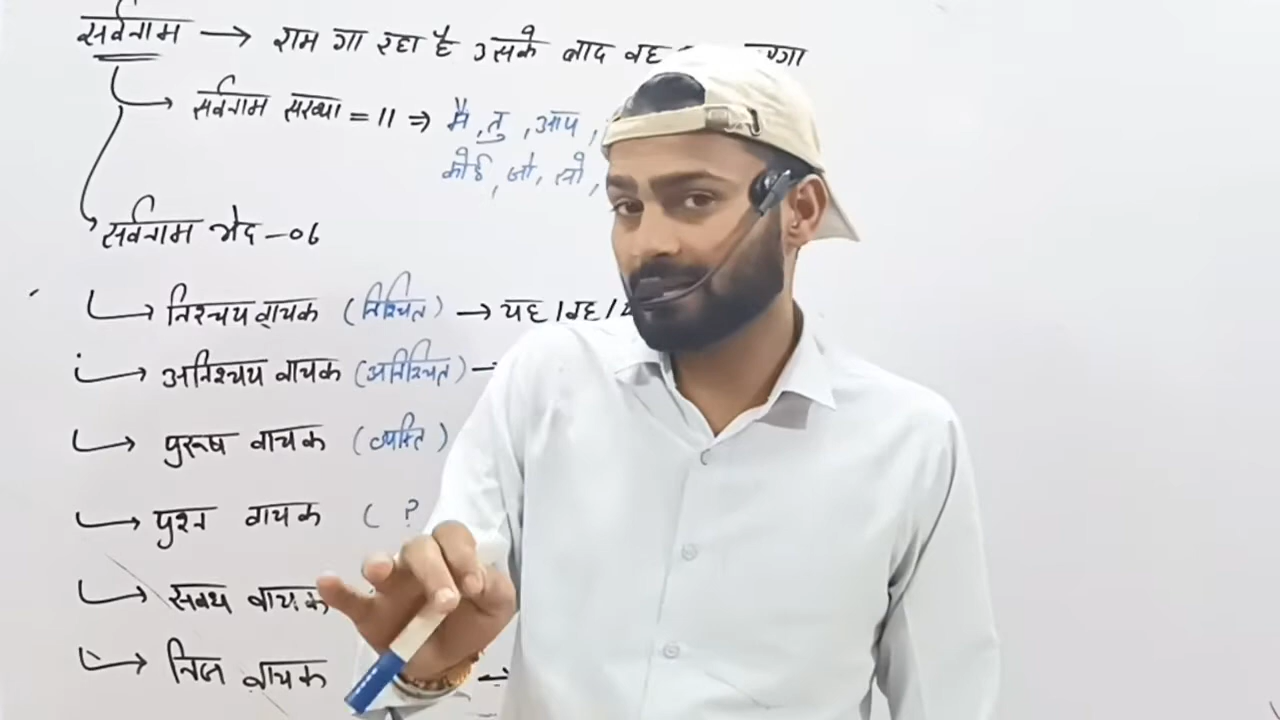 सर्वनाम → राम गा रहा है उसके बाद वह
सर्वनाम संख्या = 11 ⇒ मैं, तु, आप,
कोई, जो, सो,
सर्वनाम भेद - 06
→ निश्चय वाचक (निश्चित) → यह / वह /
→ अनिश्चय वाचक (अनिश्चित) →
→ पुरुष वाचक (व्यक्ति)
→ प्रश्न वाचक ( ?
→ सबंध वाचक
→ निज वाचक →